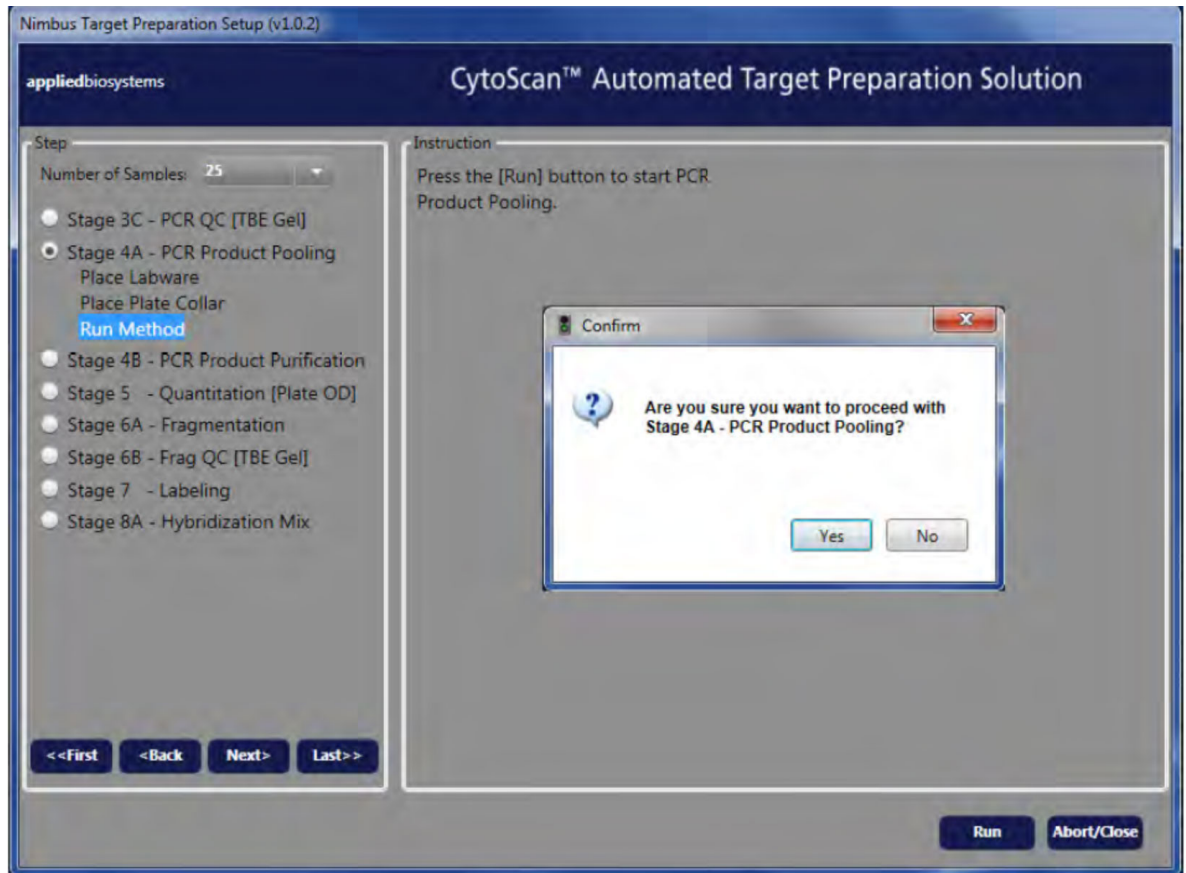 Nimbus Target Preparation Setup (v1.0.2)
appliedbiosystems
CytoScan™ Automated Target Preparation Solution
Step
Number of Samples: 25
Stage 3C - PCR QC [TBE Gel]
Stage 4A - PCR Product Pooling
Place Labware
Place Plate Collar
Run Method
Stage 4B - PCR Product Purification
Stage 5 - Quantitation [Plate OD]
Stage 6A - Fragmentation
Stage 6B - Frag QC [TBE Gel]
Stage 7 - Labeling
Stage 8A - Hybridization Mix
<<First <Back Next> Last>>
Instruction
Press the [Run] button to start PCR
Product Pooling.
Confirm
Are you sure you want to proceed with
Stage 4A - PCR Product Pooling?
Yes No
Run Abort/Close